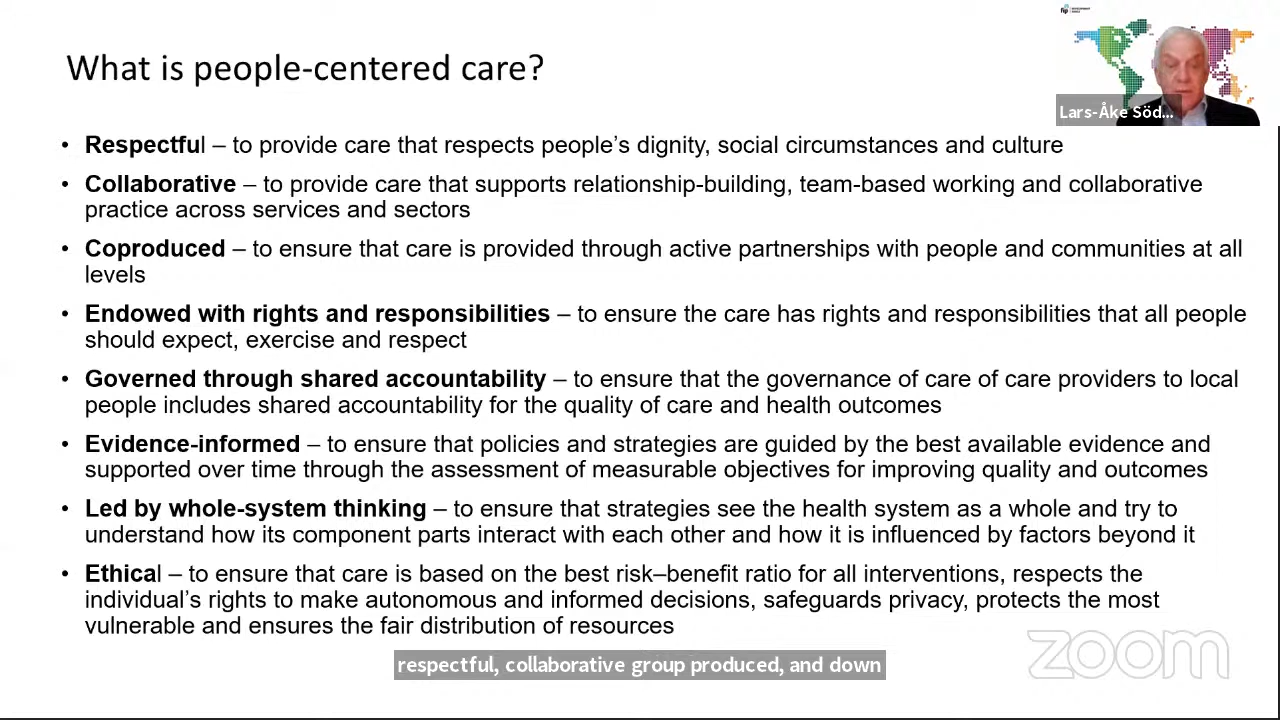 fip
What is people-centered care?
Lars-Åke Söd...
• Respectful – to provide care that respects people’s dignity, social circumstances and culture
• Collaborative – to provide care that supports relationship-building, team-based working and collaborative
practice across services and sectors
• Coproduced – to ensure that care is provided through active partnerships with people and communities at all
levels
• Endowed with rights and responsibilities – to ensure the care has rights and responsibilities that all people
should expect, exercise and respect
• Governed through shared accountability – to ensure that the governance of care of care providers to local
people includes shared accountability for the quality of care and health outcomes
• Evidence-informed – to ensure that policies and strategies are guided by the best available evidence and
supported over time through the assessment of measurable objectives for improving quality and outcomes
• Led by whole-system thinking – to ensure that strategies see the health system as a whole and try to
understand how its component parts interact with each other and how it is influenced by factors beyond it
• Ethical – to ensure that care is based on the best risk–benefit ratio for all interventions, respects the
individual’s rights to make autonomous and informed decisions, safeguards privacy, protects the most
vulnerable and ensures the fair distribution of resources
zoom
respectful, collaborative group produced, and down